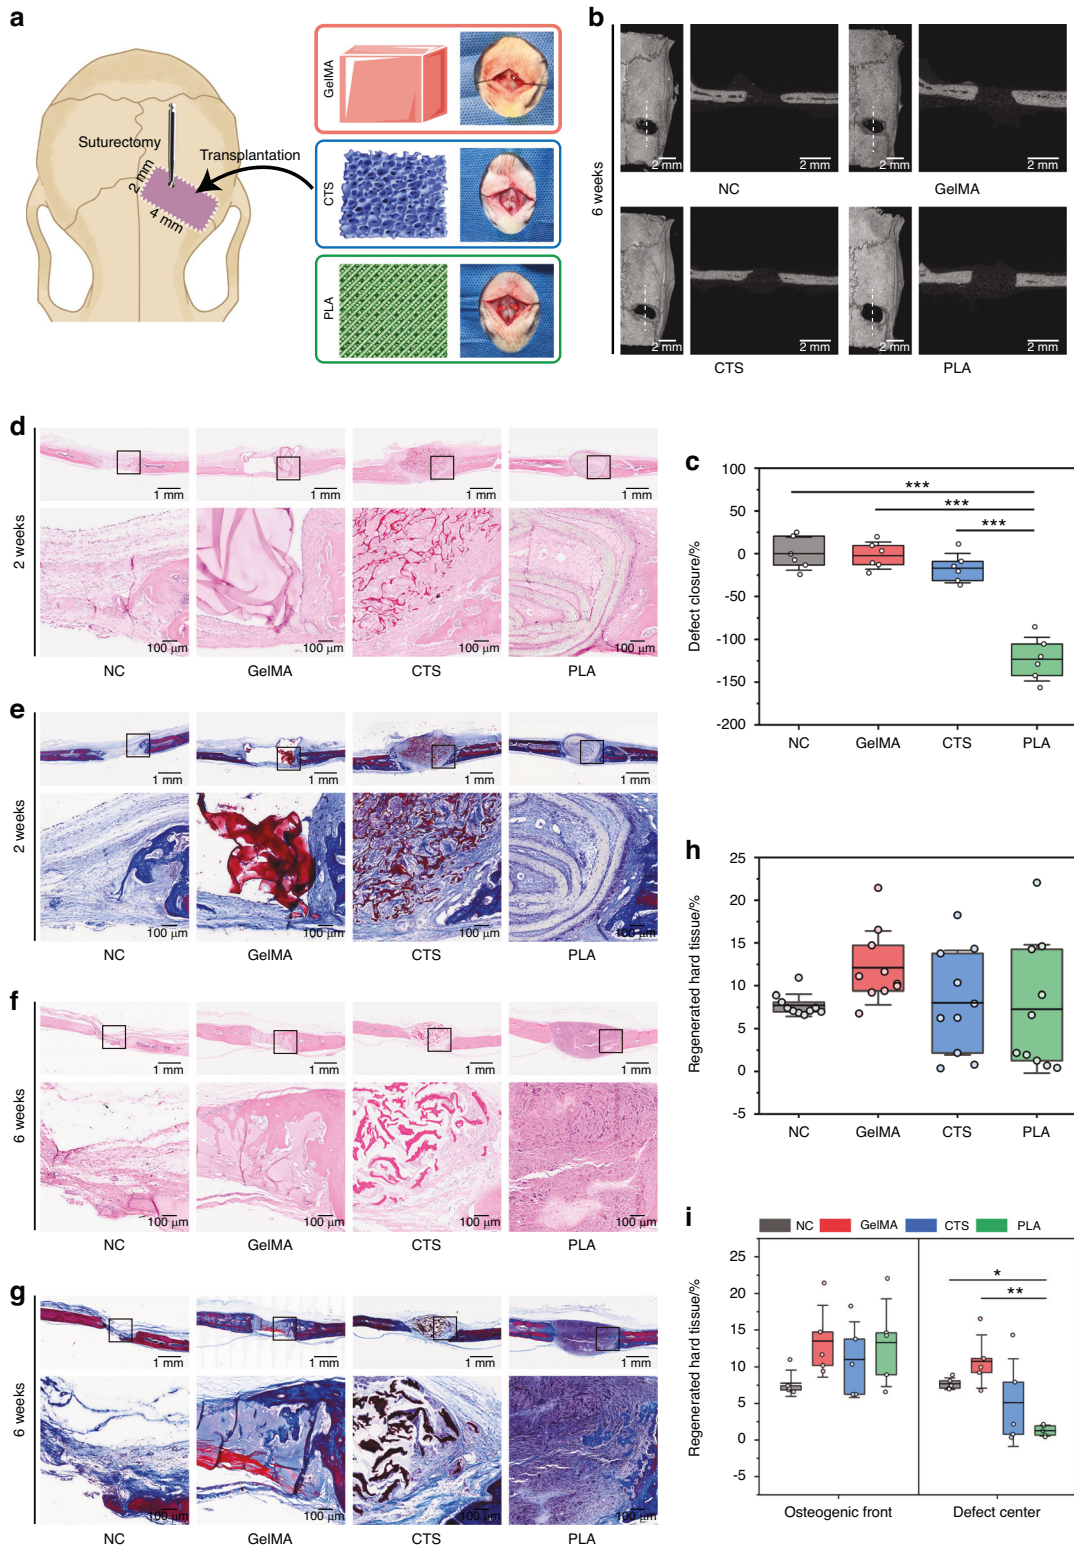 a
Suturectomy
2 mm
4 mm
Transplantation
GelMA
CTS
PLA
b
6 weeks
2 mm
2 mm
2 mm
2 mm
NC
GelMA
2 mm
2 mm
2 mm
2 mm
CTS
PLA
c
Defect closure/%
100
50
0
-50
-100
-150
-200
***
***
***
NC
GelMA
CTS
PLA
d
2 weeks
1 mm
1 mm
1 mm
1 mm
100 μm
100 μm
100 μm
100 μm
NC
GelMA
CTS
PLA
e
2 weeks
1 mm
1 mm
1 mm
1 mm
100 μm
100 μm
100 μm
100 μm
NC
GelMA
CTS
PLA
f
6 weeks
1 mm
1 mm
1 mm
1 mm
100 μm
100 μm
100 μm
100 μm
NC
GelMA
CTS
PLA
g
6 weeks
1 mm
1 mm
1 mm
1 mm
100 μm
100 μm
100 μm
100 μm
NC
GelMA
CTS
PLA
h
Regenerated hard tissue/%
25
20
15
10
5
0
-5
NC
GelMA
CTS
PLA
i
NC
GelMA
CTS
PLA
Regenerated hard tissue/%
25
20
15
10
5
0
-5
*
**
Osteogenic front
Defect center